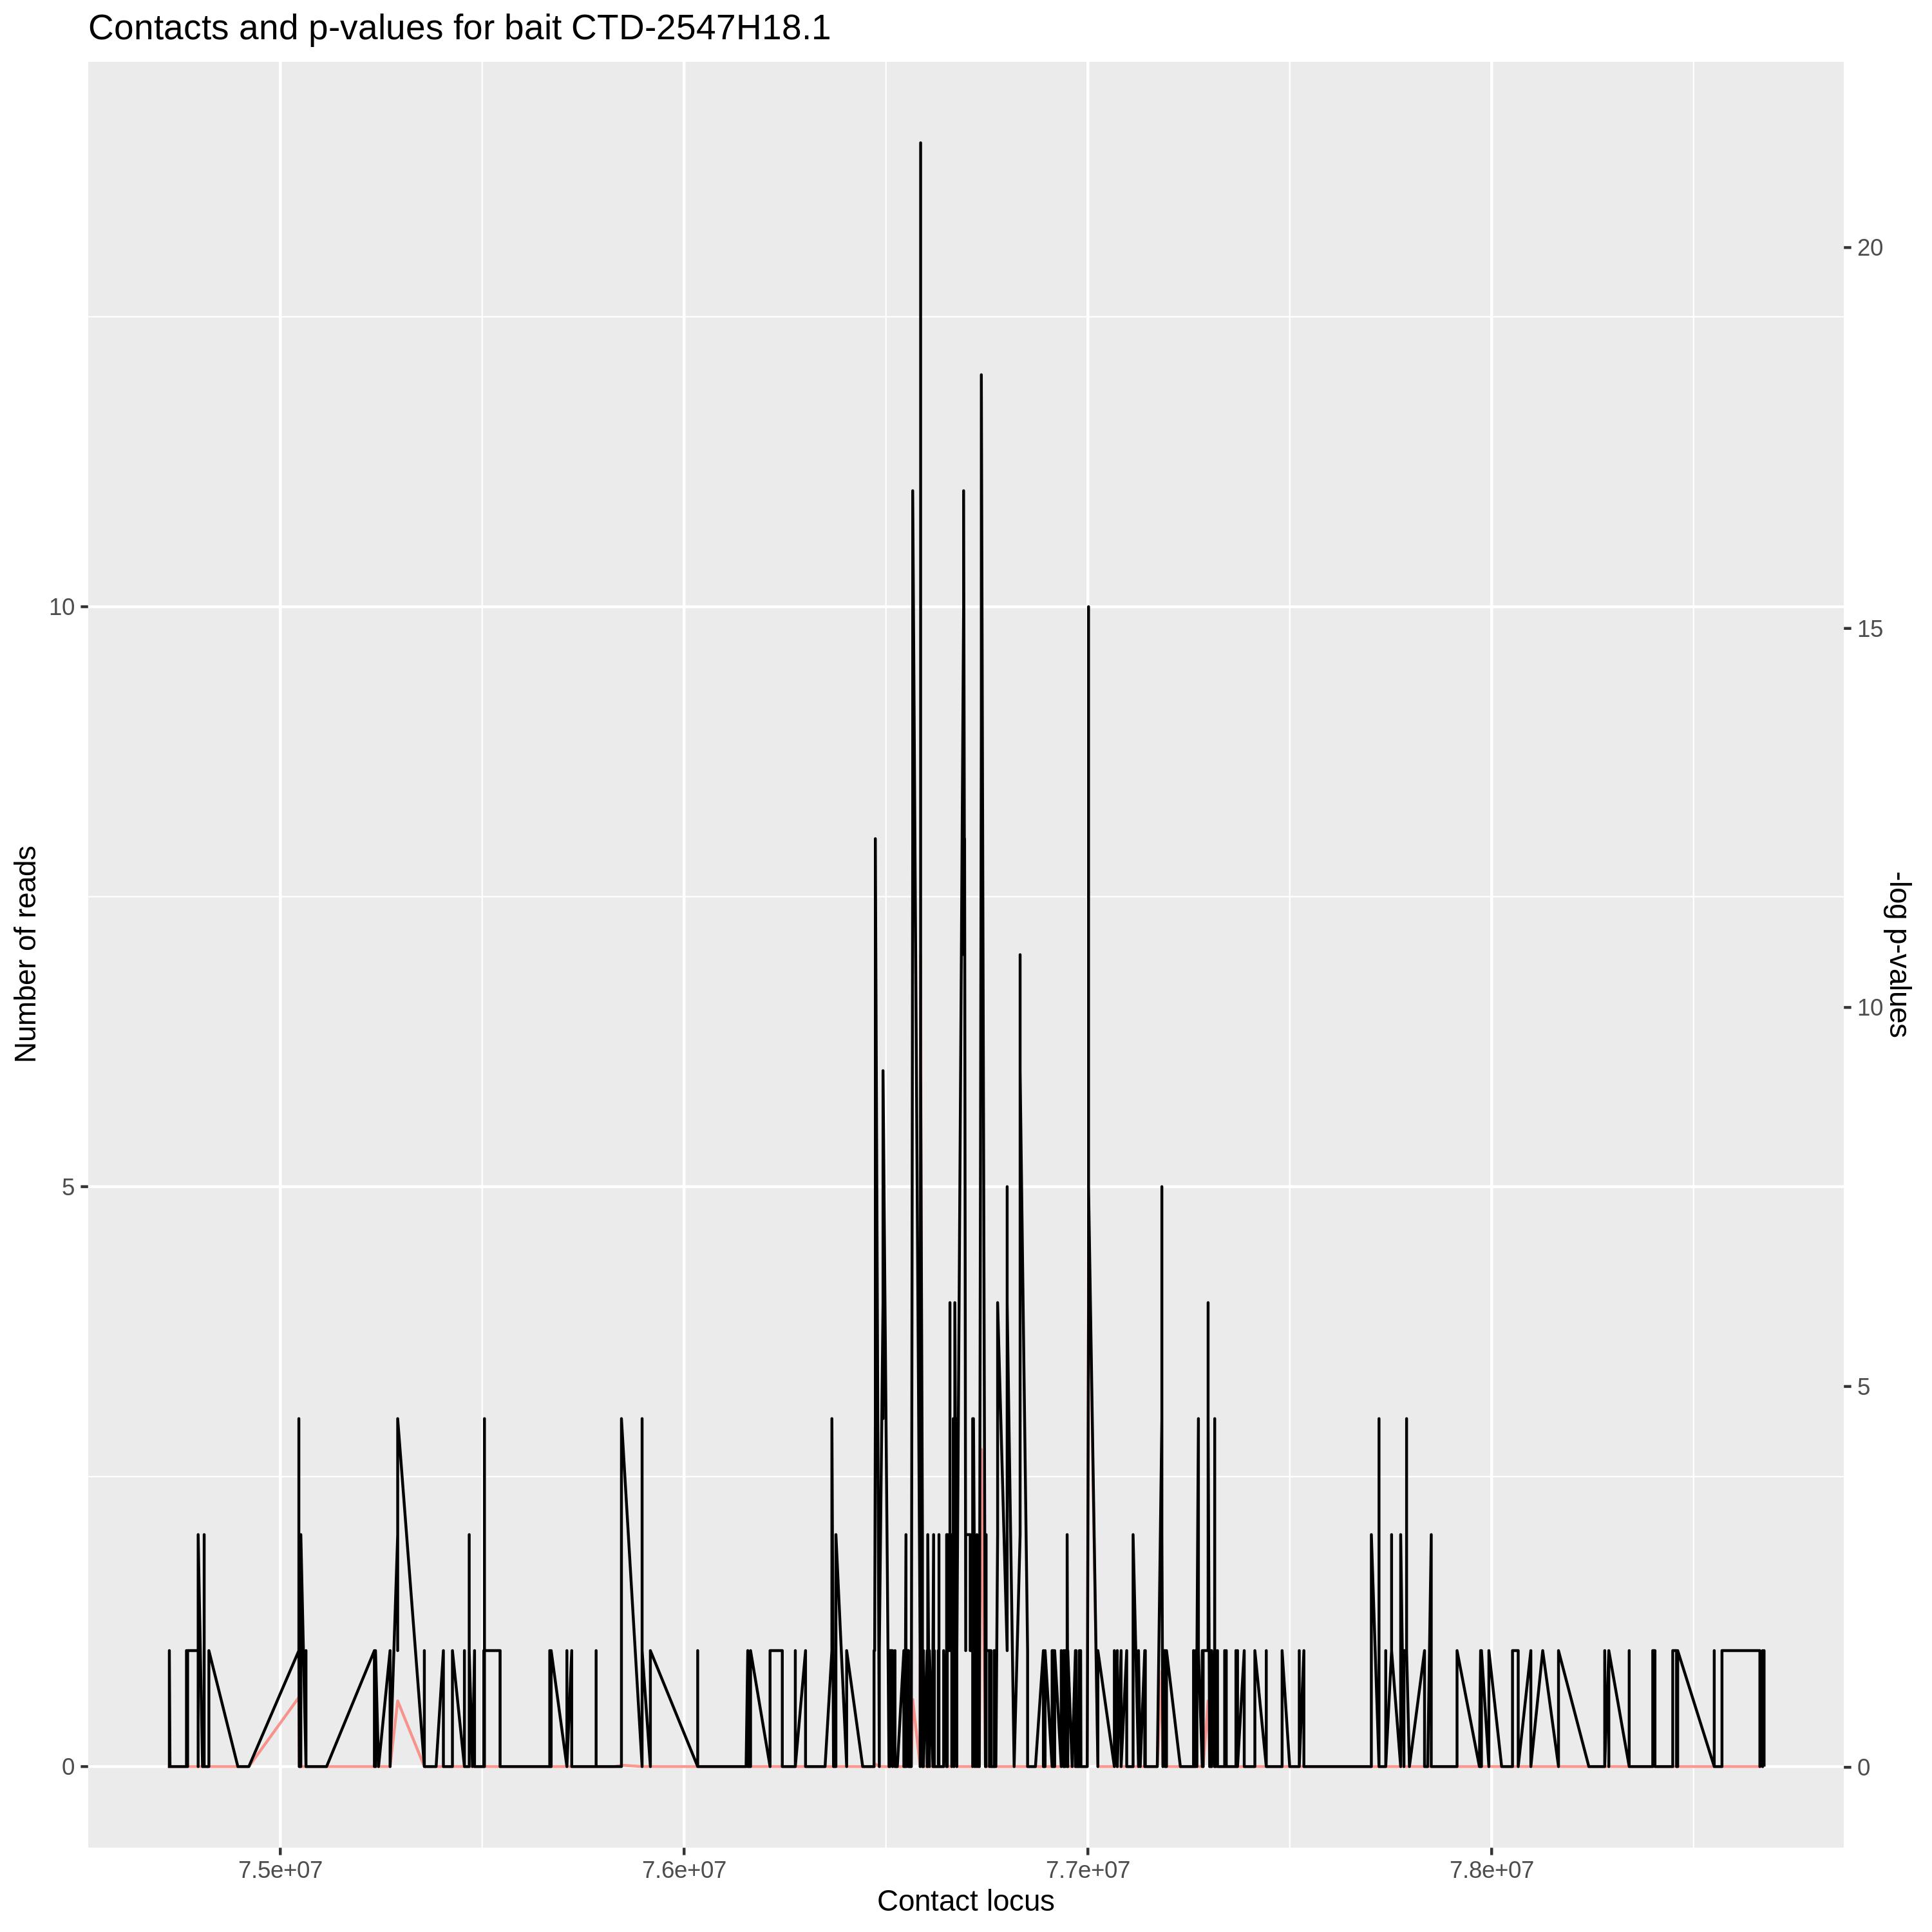 Contacts and p-values for bait CTD-2547H18.1
Number of reads
10
5
0
20
15
10
5
0
-log p-values
7.5e+07
7.6e+07
7.7e+07
7.8e+07
Contact locus